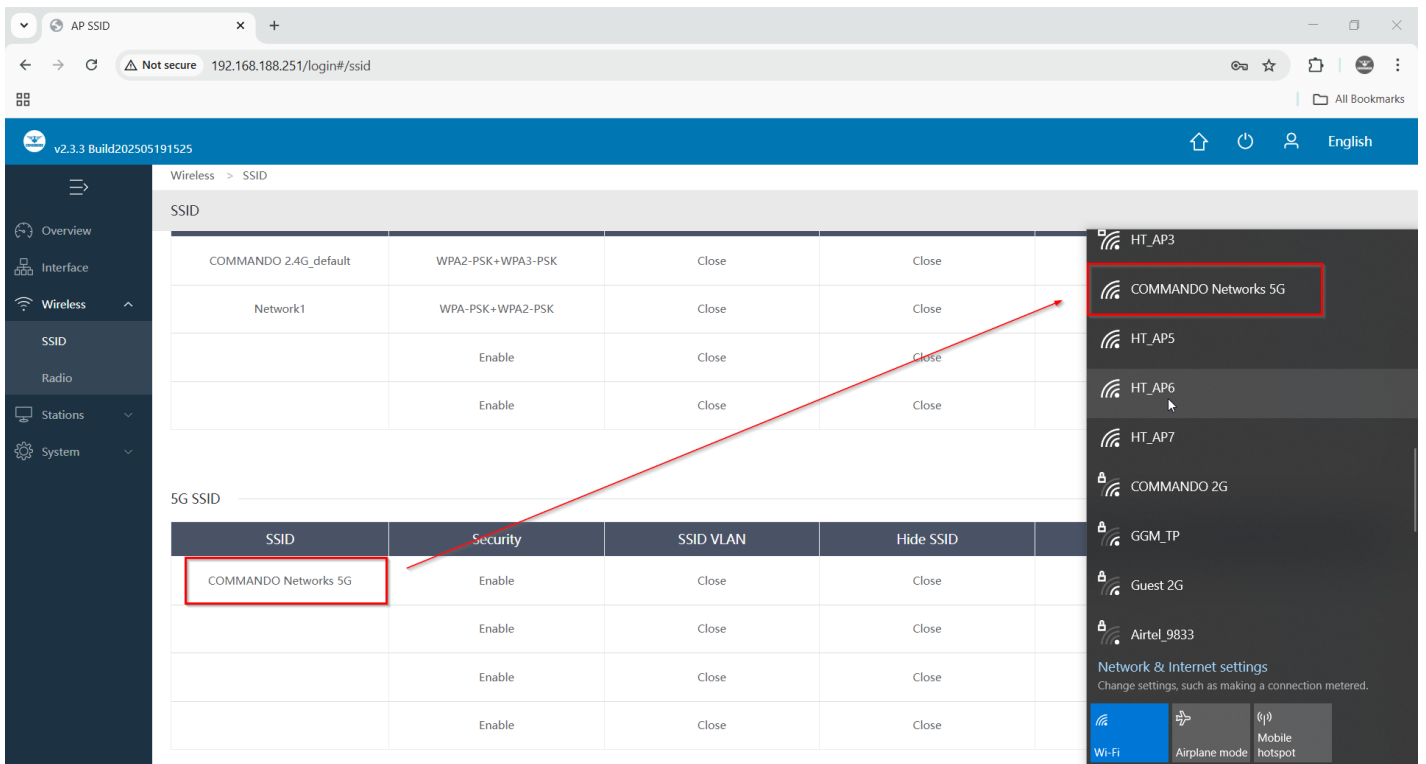 AP SSID
Not secure 192.168.188.251/login#/ssid
All Bookmarks
v2.3.3 Build202505191525
English
Wireless > SSID
SSID
Overview
Interface
Wireless
SSID
Radio
Stations
System
COMMANDO 2.4G_default WPA2-PSK+WPA3-PSK Close Close
Network1 WPA-PSK+WPA2-PSK Close Close
Enable Close Close
Enable Close Close
5G SSID
SSID Security SSID VLAN Hide SSID
COMMANDO Networks 5G Enable Close Close
Enable Close Close
Enable Close Close
Enable Close Close
HT_AP3
COMMANDO Networks 5G
HT_AP5
HT_AP6
HT_AP7
COMMANDO 2G
GGM_TP
Guest 2G
Airtel_9833
Network & Internet settings
Change settings, such as making a connection metered.
Wi-Fi
Airplane mode
Mobile
hotspot